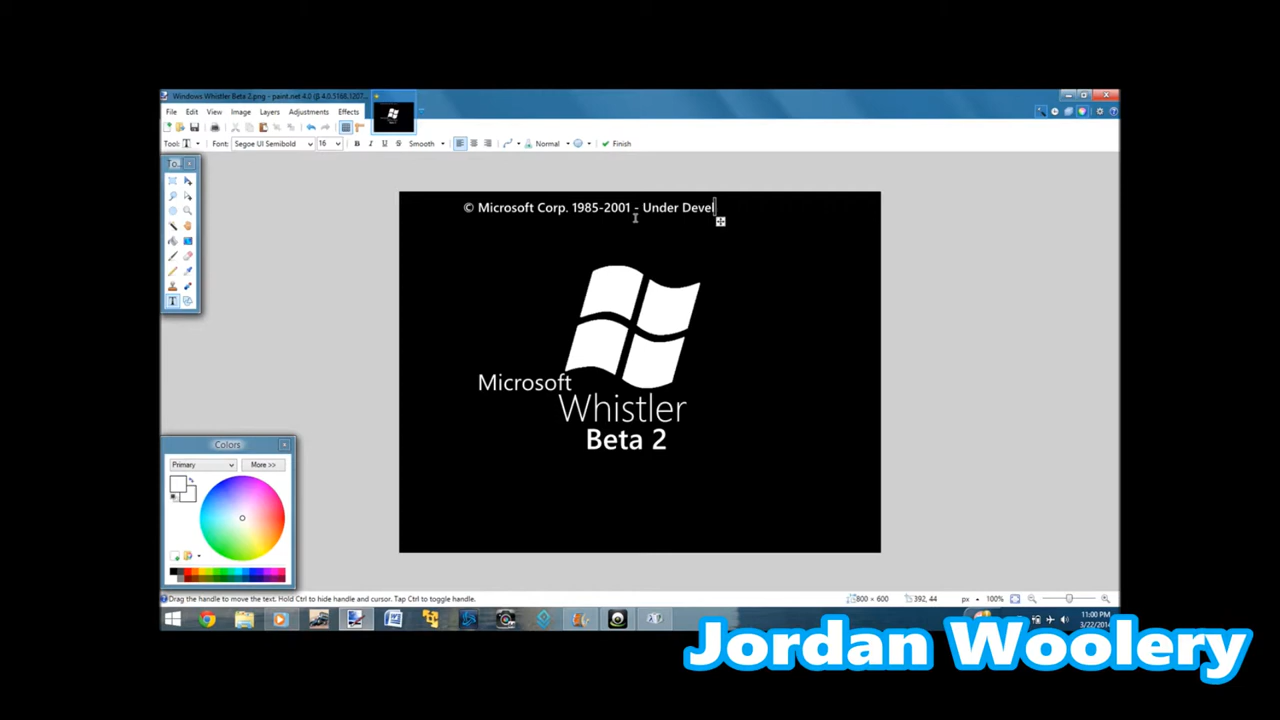 Windows Whistler Beta 2.png - paint.net 4.0
File Edit View Image Layers Adjustments Effects
Tool: Font: Segoe UI Semibold 16 B I U S Smooth Normal Finish
To...
© Microsoft Corp. 1985-2001 - Under Devel
Microsoft
Whistler
Beta 2
Colors
Primary More >>
Drag the handle to move the text. Hold Ctrl to hide handle and cursor. Tap Ctrl to toggle handle.
800 × 600 392, 44 px 100%
11:00 PM
Jordan Woolery